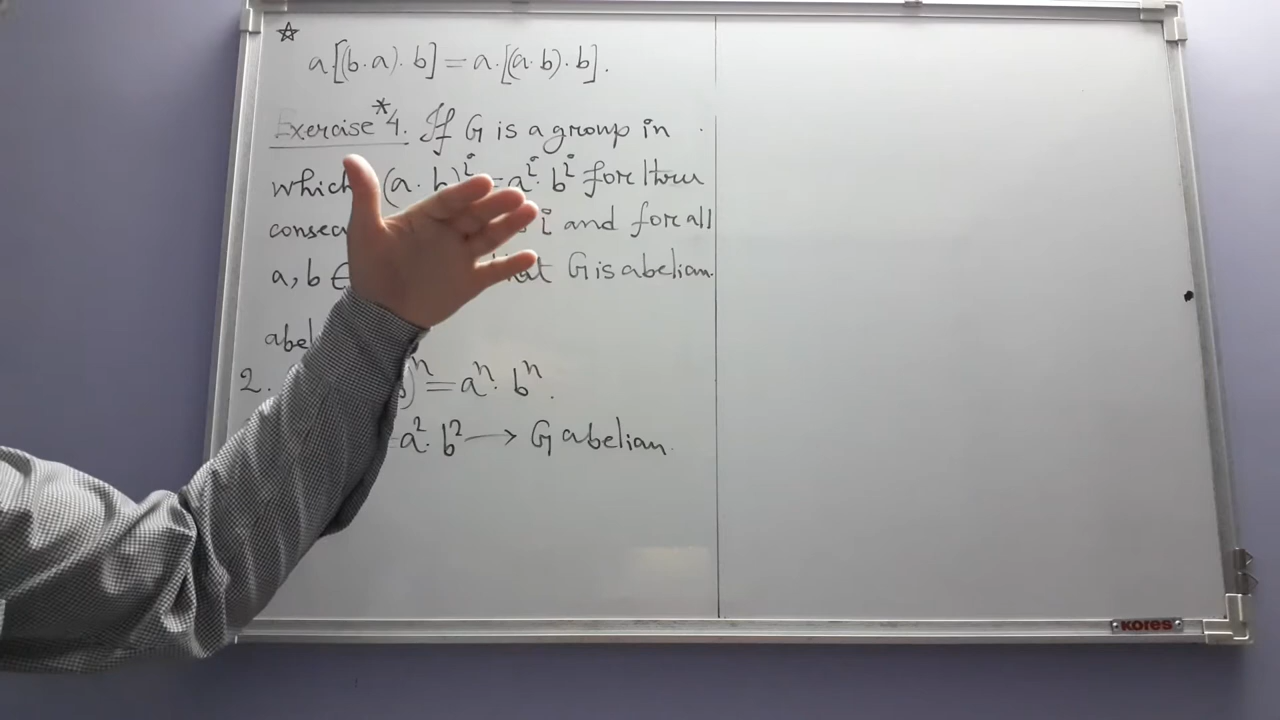 a.[(b.a).b] = a.[(a.b).b].
Exercise *4. If G is a group in
which (a.b)^i = a^i. b^i for three
i and for all
a, b ∈ that G is abelian.
2. b)^n = a^n. b^n.
a^2. b^2 → G abelian.
KORES